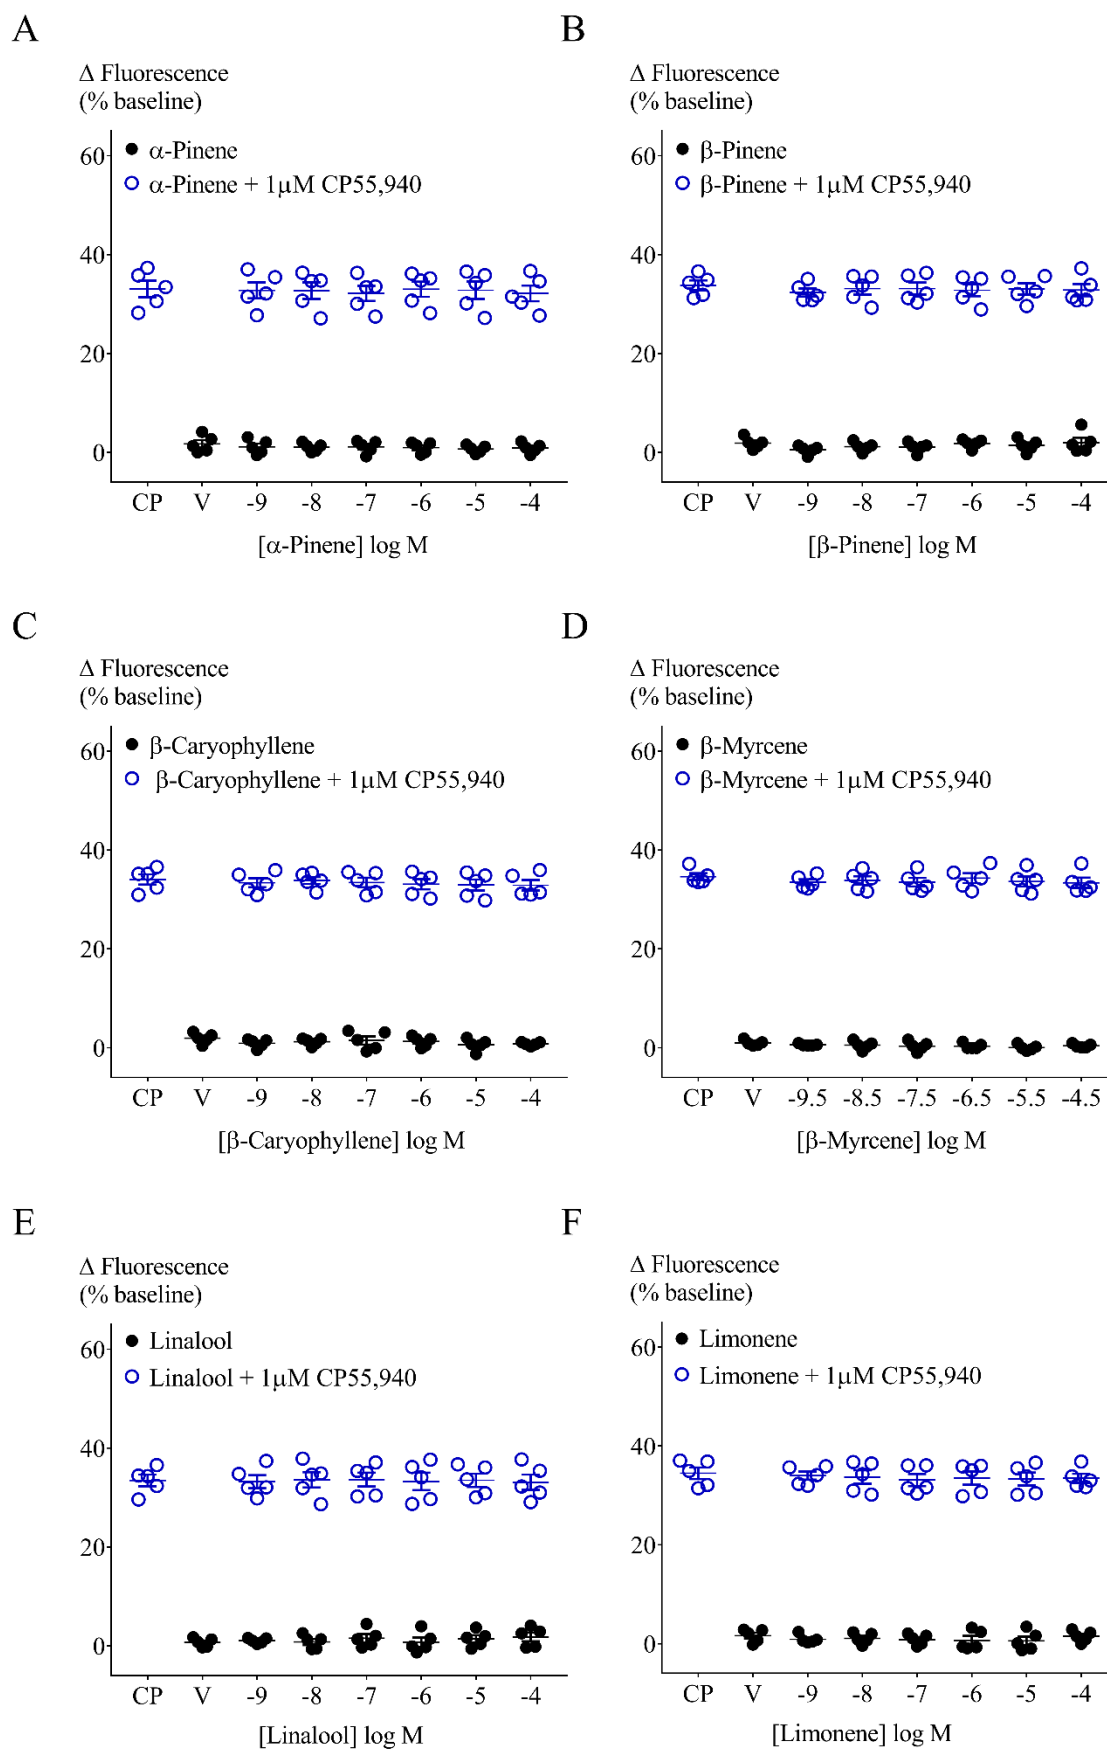 A
Δ Fluorescence
(% baseline)
60
40
20
0
α-Pinene
α-Pinene + 1μM CP55,940
CP V -9 -8 -7 -6 -5 -4
[α-Pinene] log M
B
Δ Fluorescence
(% baseline)
60
40
20
0
β-Pinene
β-Pinene + 1μM CP55,940
CP V -9 -8 -7 -6 -5 -4
[β-Pinene] log M
C
Δ Fluorescence
(% baseline)
60
40
20
0
β-Caryophyllene
β-Caryophyllene + 1μM CP55,940
CP V -9 -8 -7 -6 -5 -4
[β-Caryophyllene] log M
D
Δ Fluorescence
(% baseline)
60
40
20
0
β-Myrcene
β-Myrcene + 1μM CP55,940
CP V -9.5 -8.5 -7.5 -6.5 -5.5 -4.5
[β-Myrcene] log M
E
Δ Fluorescence
(% baseline)
60
40
20
0
Linalool
Linalool + 1μM CP55,940
CP V -9 -8 -7 -6 -5 -4
[Linalool] log M
F
Δ Fluorescence
(% baseline)
60
40
20
0
Limonene
Limonene + 1μM CP55,940
CP V -9 -8 -7 -6 -5 -4
[Limonene] log M